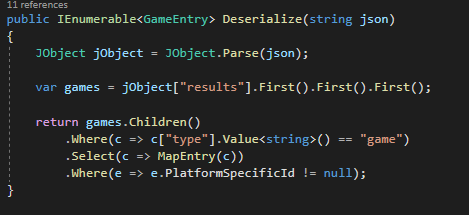 11 references
public IEnumerable<GameEntry> Deserialize(string json)
{
JObject jObject = JObject.Parse(json);
var games = jObject["results"].First().First().First();
return games.Children()
.Where(c => c["type"].Value<string>() == "game")
.Select(c => MapEntry(c))
.Where(e => e.PlatformSpecificId != null);
}